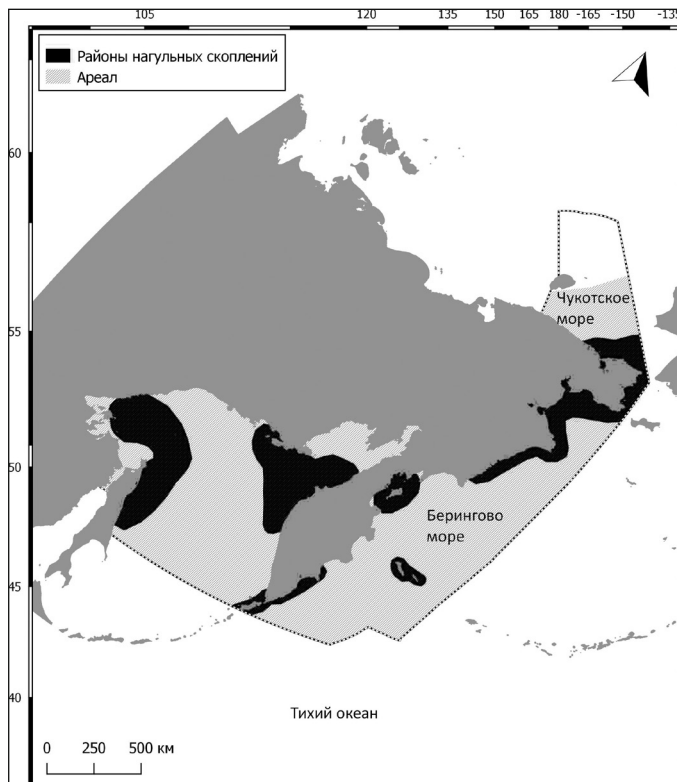 105 120 135 150 165 180 -165 -150 -135
Районы нагульных скоплений
Ареал
60
Чукотское
море
55
50
Берингово
море
45
40
Тихий океан
0 250 500 км